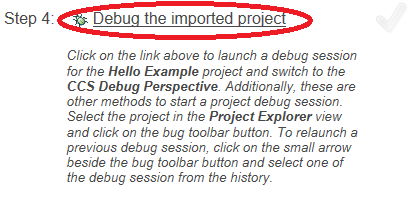 Step 4: Debug the imported project
Click on the link above to launch a debug session
for the Hello Example project and switch to the
CCS Debug Perspective. Additionally, these are
other methods to start a project debug session.
Select the project in the Project Explorer view
and click on the bug toolbar button. To relaunch a
previous debug session, click on the small arrow
beside the bug toolbar button and select one of
the debug session from the history.